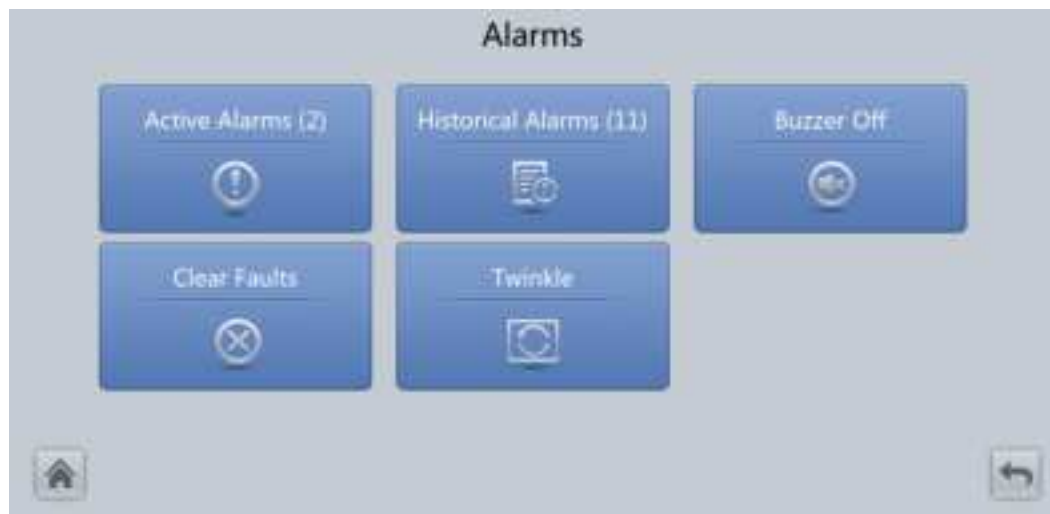 Alarms
Active Alarms (2)
Historical Alarms (11)
Buzzer Off
Clear Faults
Twinkle